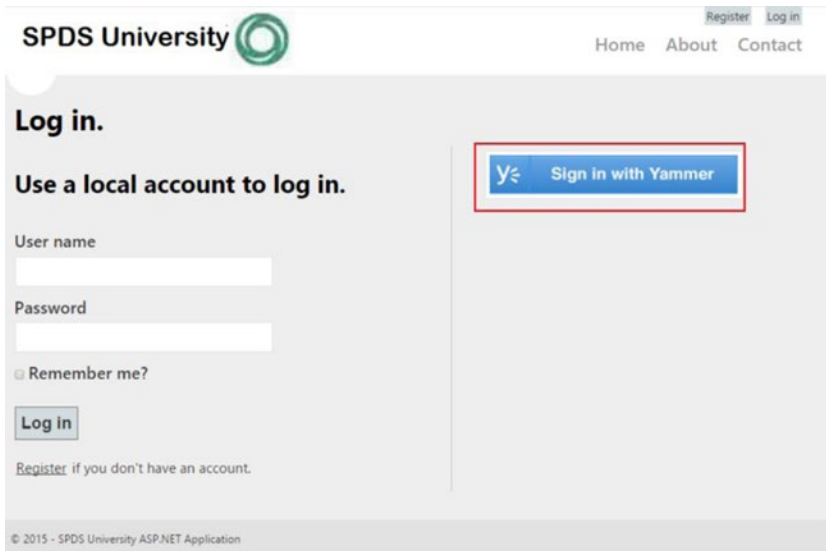 Register Log in
SPDS University
Home About Contact
Log in.
Use a local account to log in.
User name
Password
Remember me?
Log in
Register if you don't have an account.
Sign in with Yammer
© 2015 - SPDS University ASP.NET Application